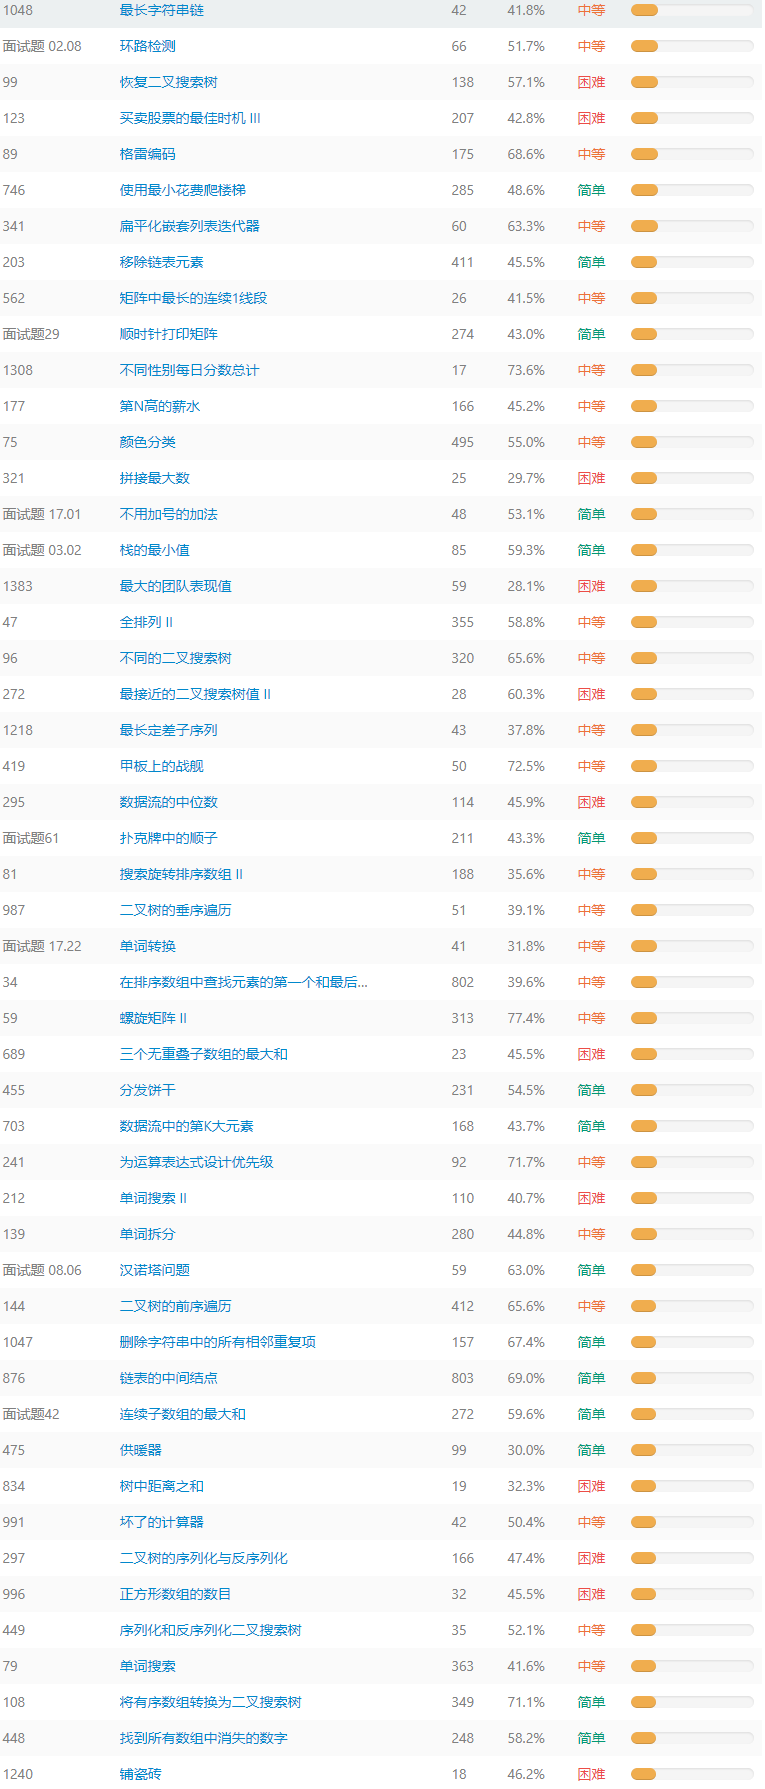 1048 最长字符串链 42 41.8% 中等
面试题 02.08 环路检测 66 51.7% 中等
99 恢复二叉搜索树 138 57.1% 困难
123 买卖股票的最佳时机 III 207 42.8% 困难
89 格雷编码 175 68.6% 中等
746 使用最小花费爬楼梯 285 48.6% 简单
341 扁平化嵌套列表迭代器 60 63.3% 中等
203 移除链表元素 411 45.5% 简单
562 矩阵中最长的连续1线段 26 41.5% 中等
面试题29 顺时针打印矩阵 274 43.0% 简单
1308 不同性别每日分数总计 17 73.6% 中等
177 第N高的薪水 166 45.2% 中等
75 颜色分类 495 55.0% 中等
321 拼接最大数 25 29.7% 困难
面试题 17.01 不用加号的加法 48 53.1% 简单
面试题 03.02 栈的最小值 85 59.3% 简单
1383 最大的团队表现值 59 28.1% 困难
47 全排列 II 355 58.8% 中等
96 不同的二叉搜索树 320 65.6% 中等
272 最接近的二叉搜索树值 II 28 60.3% 困难
1218 最长定差子序列 43 37.8% 中等
419 甲板上的战舰 50 72.5% 中等
295 数据流的中位数 114 45.9% 困难
面试题61 扑克牌中的顺子 211 43.3% 简单
81 搜索旋转排序数组 II 188 35.6% 中等
987 二叉树的垂序遍历 51 39.1% 中等
面试题 17.22 单词转换 41 31.8% 中等
34 在排序数组中查找元素的第一个和最后... 802 39.6% 中等
59 螺旋矩阵 II 313 77.4% 中等
689 三个无重叠子数组的最大和 23 45.5% 困难
455 分发饼干 231 54.5% 简单
703 数据流中的第K大元素 168 43.7% 简单
241 为运算表达式设计优先级 92 71.7% 中等
212 单词搜索 II 110 40.7% 困难
139 单词拆分 280 44.8% 中等
面试题 08.06 汉诺塔问题 59 63.0% 简单
144 二叉树的前序遍历 412 65.6% 中等
1047 删除字符串中的所有相邻重复项 157 67.4% 简单
876 链表的中间结点 803 69.0% 简单
面试题42 连续子数组的最大和 272 59.6% 简单
475 供暖器 99 30.0% 简单
834 树中距离之和 19 32.3% 困难
991 坏了的计算器 42 50.4% 中等
297 二叉树的序列化与反序列化 166 47.4% 困难
996 正方形数组的数目 32 45.5% 困难
449 序列化和反序列化二叉搜索树 35 52.1% 中等
79 单词搜索 363 41.6% 中等
108 将有序数组转换为二叉搜索树 349 71.1% 简单
448 找到所有数组中消失的数字 248 58.2% 简单
1240 铺瓷砖 18 46.2% 困难